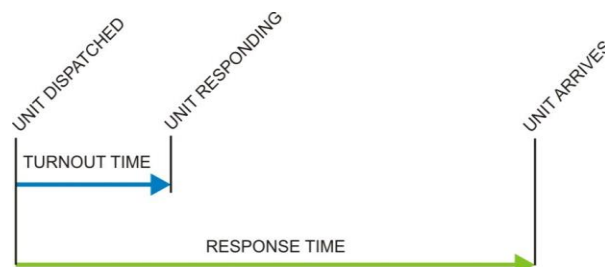 UNIT DISPATCHED
UNIT RESPONDING
UNIT ARRIVES
TURNOUT TIME
RESPONSE TIME